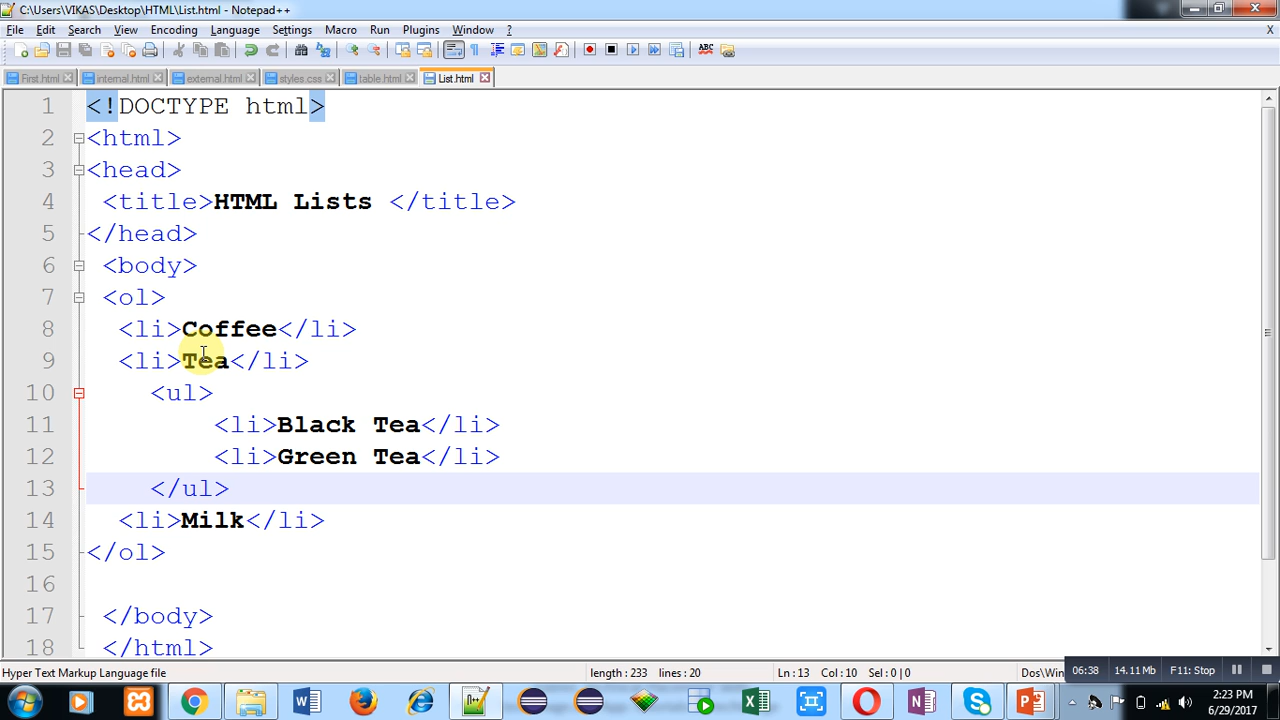 C:\Users\VIKAS\Desktop\HTML\List.html - Notepad++
File Edit Search View Encoding Language Settings Macro Run Plugins Window ? X
First.html internal.html external.html styles.css table.html List.html
1 <!DOCTYPE html>
2 <html>
3 <head>
4 <title>HTML Lists </title>
5 </head>
6 <body>
7 <ol>
8 <li>Coffee</li>
9 <li>Tea</li>
10 <ul>
11 <li>Black Tea</li>
12 <li>Green Tea</li>
13 </ul>
14 <li>Milk</li>
15 </ol>
16
17 </body>
18 </html>
Hyper Text Markup Language file length : 233 lines : 20 Ln : 13 Col : 10 Sel : 0 | 0 Dos\Win
06:38 14.11 Mb F11: Stop
2:23 PM
6/29/2017